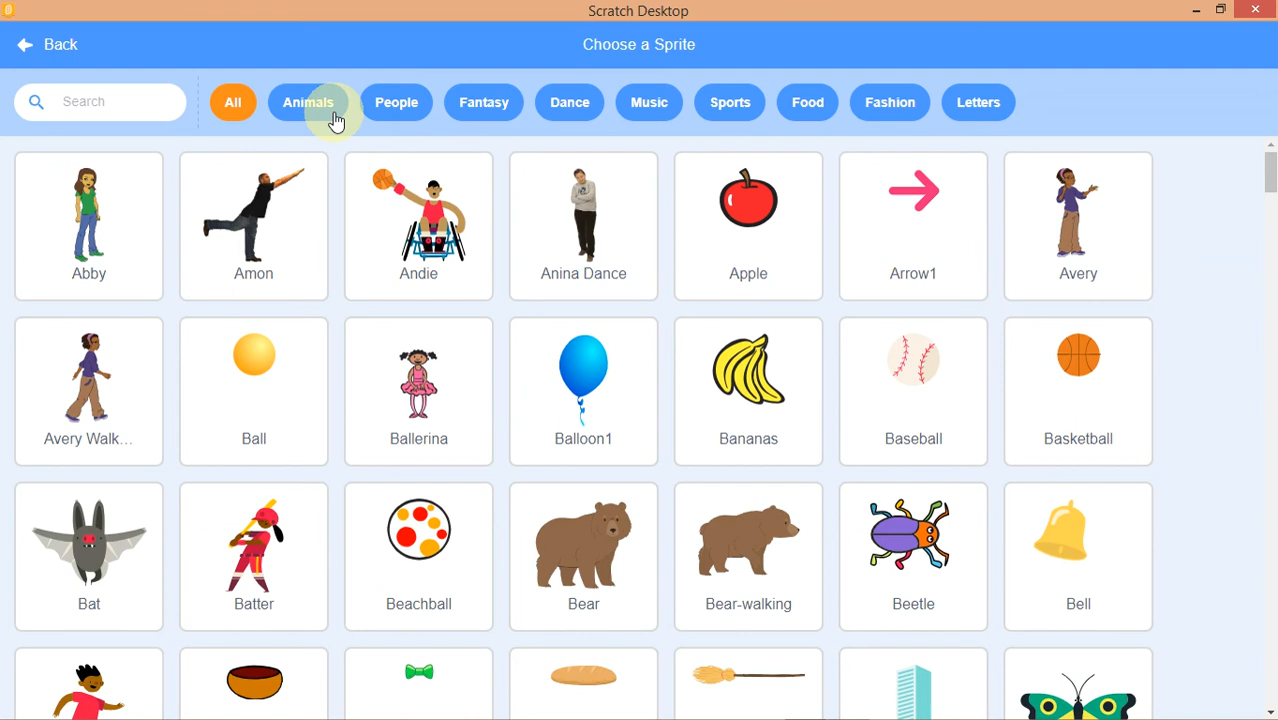 Scratch Desktop
Back
Choose a Sprite
Search
All Animals People Fantasy Dance Music Sports Food Fashion Letters
Abby Amon Andie Anina Dance Apple Arrow1 Avery
Avery Walk... Ball Ballerina Balloon1 Bananas Baseball Basketball
Bat Batter Beachball Bear Bear-walking Beetle Bell